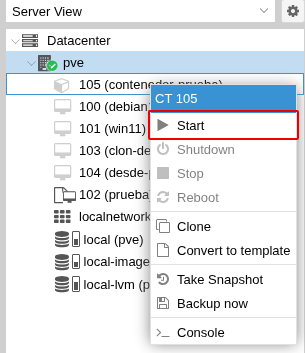 Server View
Datacenter
pve
105 (contenedor-prueba)
CT 105
100 (debian
Start
101 (win11)
Shutdown
103 (clon-de
Stop
104 (desde-p
Reboot
102 (prueba
localnetwork
Clone
local (pve)
Convert to template
local-image
Take Snapshot
local-lvm (p
Backup now
Console